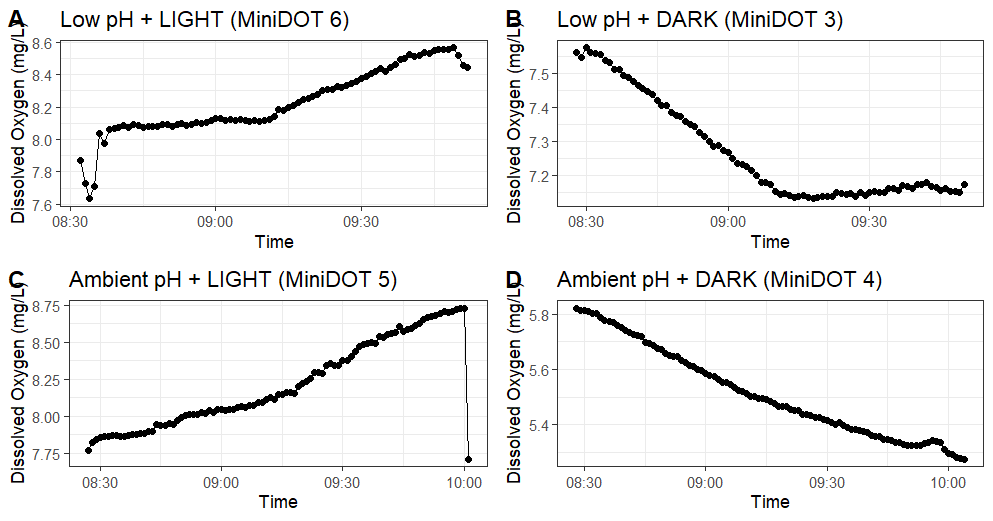 A
Low pH + LIGHT (MiniDOT 6)
Dissolved Oxygen (mg/L)
8.6
8.4
8.2
8.0
7.8
7.6
08:30
09:00
09:30
Time
B
Low pH + DARK (MiniDOT 3)
Dissolved Oxygen (mg/L)
7.5
7.4
7.3
7.2
08:30
09:00
09:30
Time
C
Ambient pH + LIGHT (MiniDOT 5)
Dissolved Oxygen (mg/L)
8.75
8.50
8.25
8.00
7.75
08:30
09:00
09:30
10:00
Time
D
Ambient pH + DARK (MiniDOT 4)
Dissolved Oxygen (mg/L)
5.8
5.6
5.4
08:30
09:00
09:30
10:00
Time